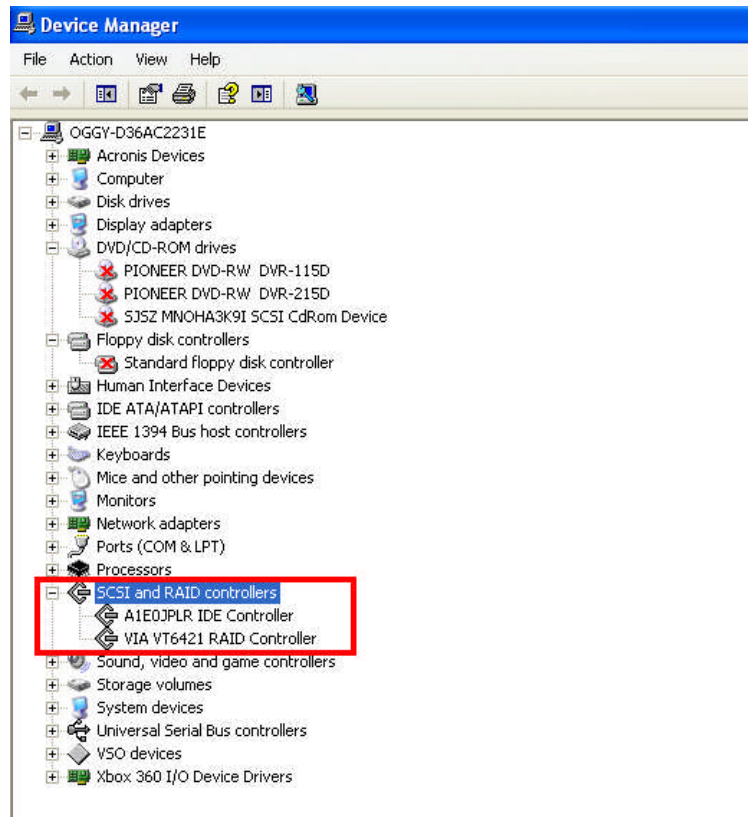 Device Manager
File Action View Help
OGGY-D36AC2231E
Acronis Devices
Computer
Disk drives
Display adapters
DVD/CD-ROM drives
PIONEER DVD-RW DVR-115D
PIONEER DVD-RW DVR-215D
SJSZ MNOHA3K9I SCSI CdRom Device
Floppy disk controllers
Standard floppy disk controller
Human Interface Devices
IDE ATA/ATAPI controllers
IEEE 1394 Bus host controllers
Keyboards
Mice and other pointing devices
Monitors
Network adapters
Ports (COM & LPT)
Processors
SCSI and RAID controllers
A1E0JPLR IDE Controller
VIA VT6421 RAID Controller
Sound, video and game controllers
Storage volumes
System devices
Universal Serial Bus controllers
VSO devices
Xbox 360 I/O Device Drivers